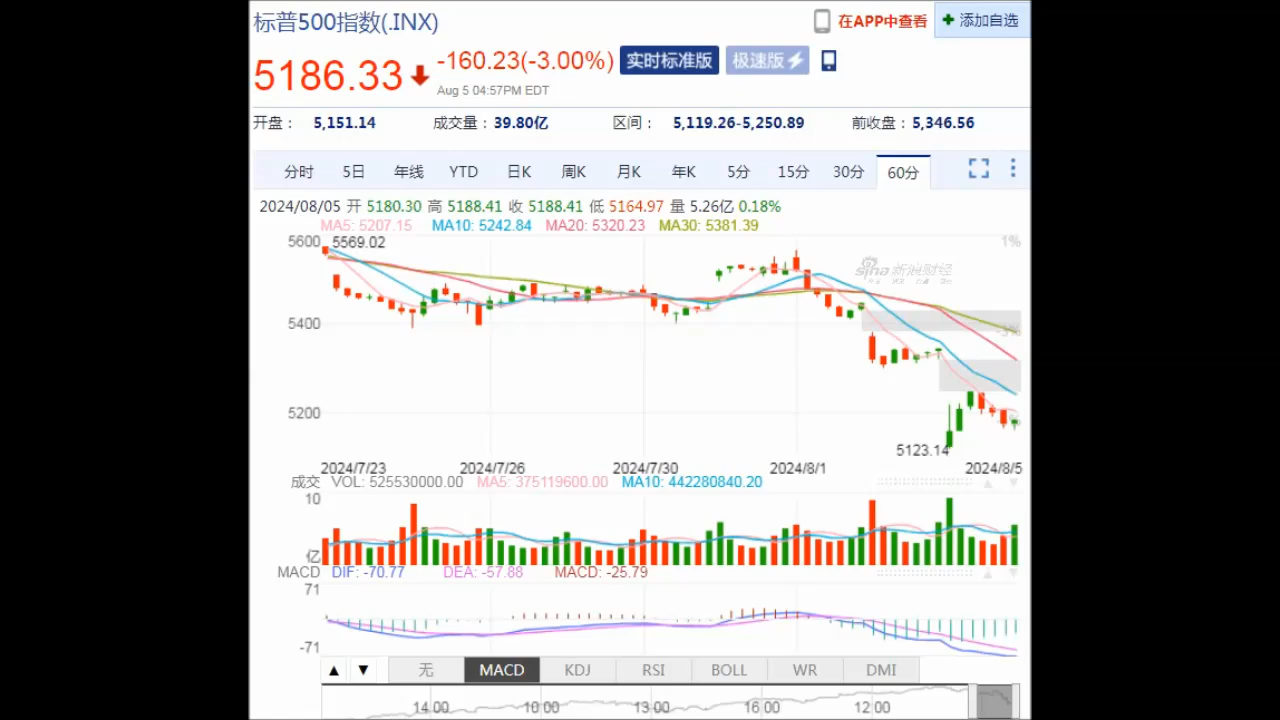 标普500指数(.INX)
在APP中查看
添加自选
5186.33
-160.23(-3.00%)
实时标准版
极速版
Aug 5 04:57PM EDT
开盘： 5,151.14
成交量：39.80亿
区间： 5,119.26-5,250.89
前收盘：5,346.56
分时 5日 年线 YTD 日K 周K 月K 年K 5分 15分 30分 60分
2024/08/05 开 5180.30 高 5188.41 收 5188.41 低 5164.97 量 5.26亿 0.18%
MA5: 5207.15 MA10: 5242.84 MA20: 5320.23 MA30: 5381.39
5600
5569.02
1%
sina 新浪财经
5400
-3%
5200
5123.14
2024/7/23 2024/7/26 2024/7/30 2024/8/1 2024/8/5
成交 VOL: 525530000.00 MA5: 375119600.00 MA10: 442280840.20
10
亿
MACD DIF: -70.77 DEA: -57.88 MACD: -25.79
71
-71
▲ ▼ 无 MACD KDJ RSI BOLL WR DMI
14:00 10:00 13:00 16:00 12:00